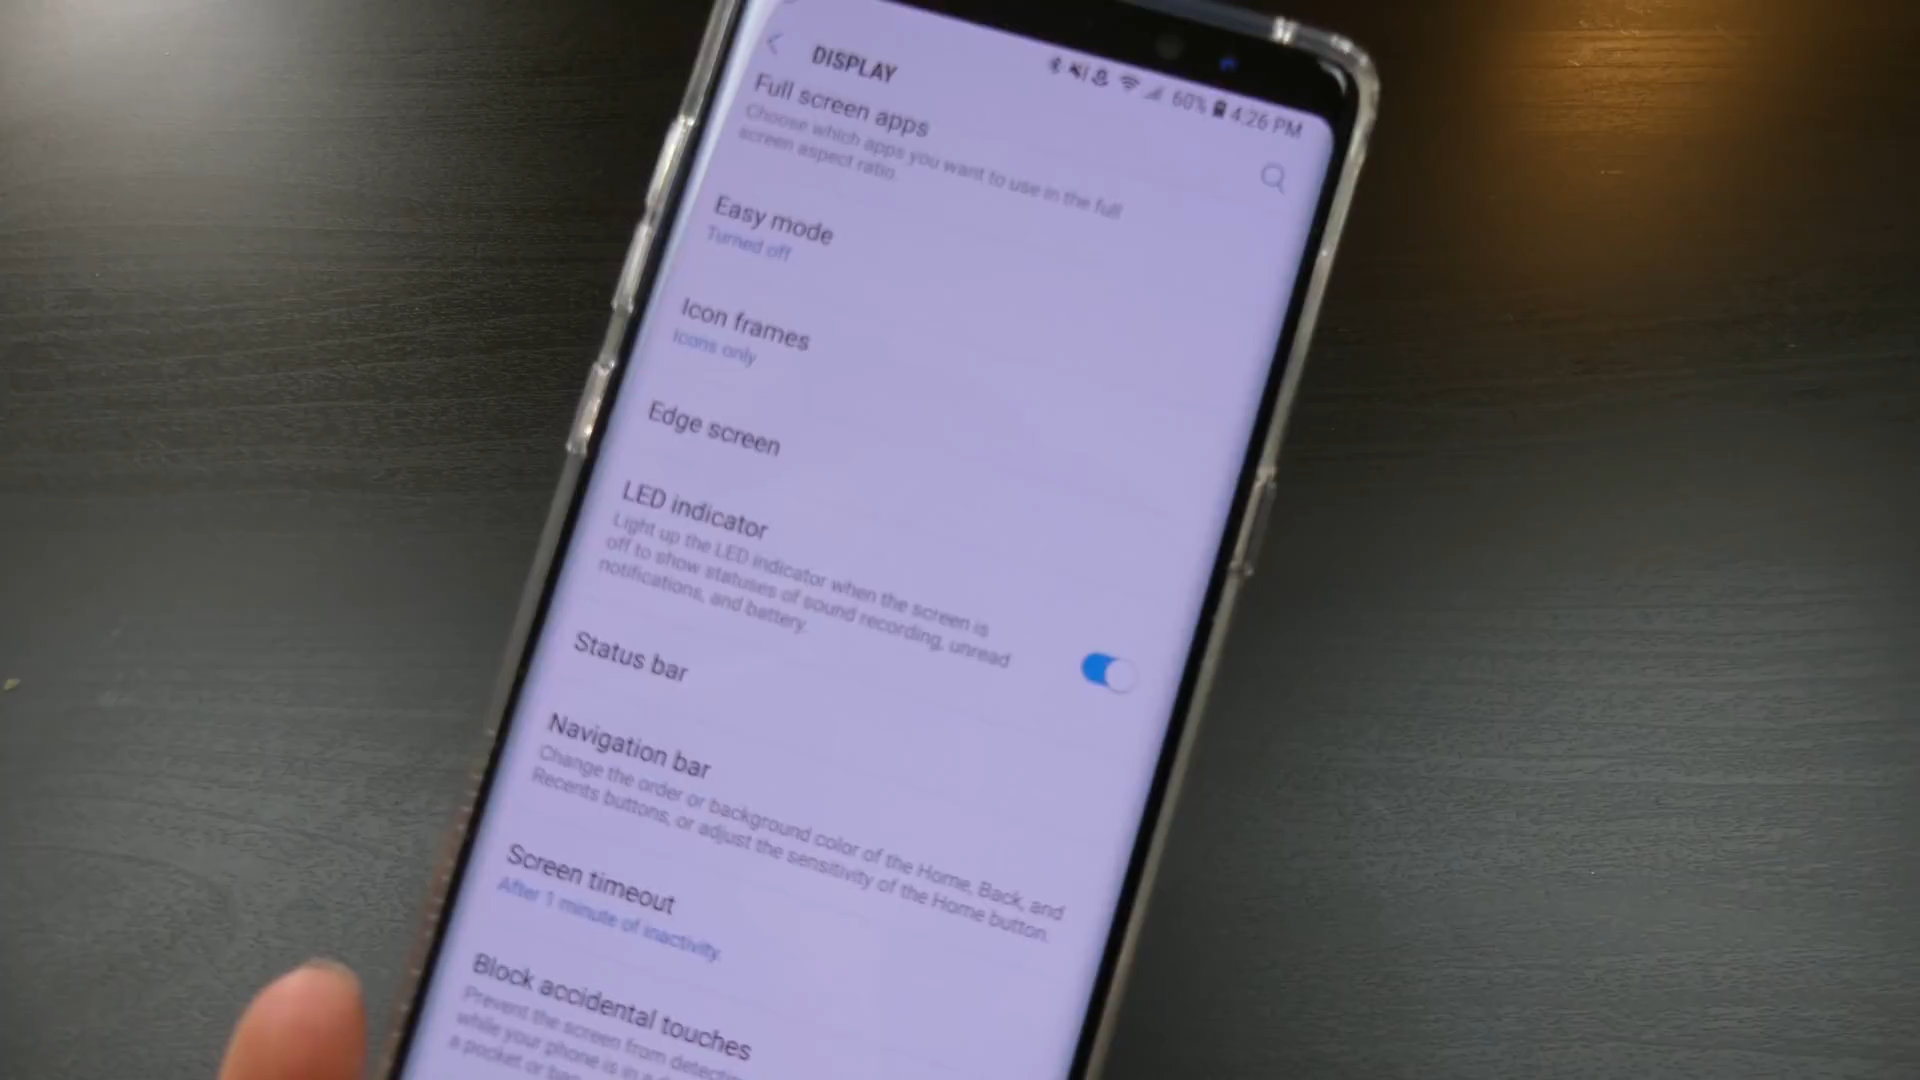 DISPLAY
60% 4:26 PM
Full screen apps
Choose which apps you want to use in the full
screen aspect ratio.
Easy mode
Turned off
Icon frames
Icons only
Edge screen
LED indicator
Light up the LED indicator when the screen is
off to show statuses of sound recording, unread
notifications, and battery.
Status bar
Navigation bar
Change the order or background color of the Home, Back, and
Recents buttons, or adjust the sensitivity of the Home button.
Screen timeout
After 1 minute of inactivity.
Block accidental touches
Prevent the screen from
while your phone is in a
a pocket or